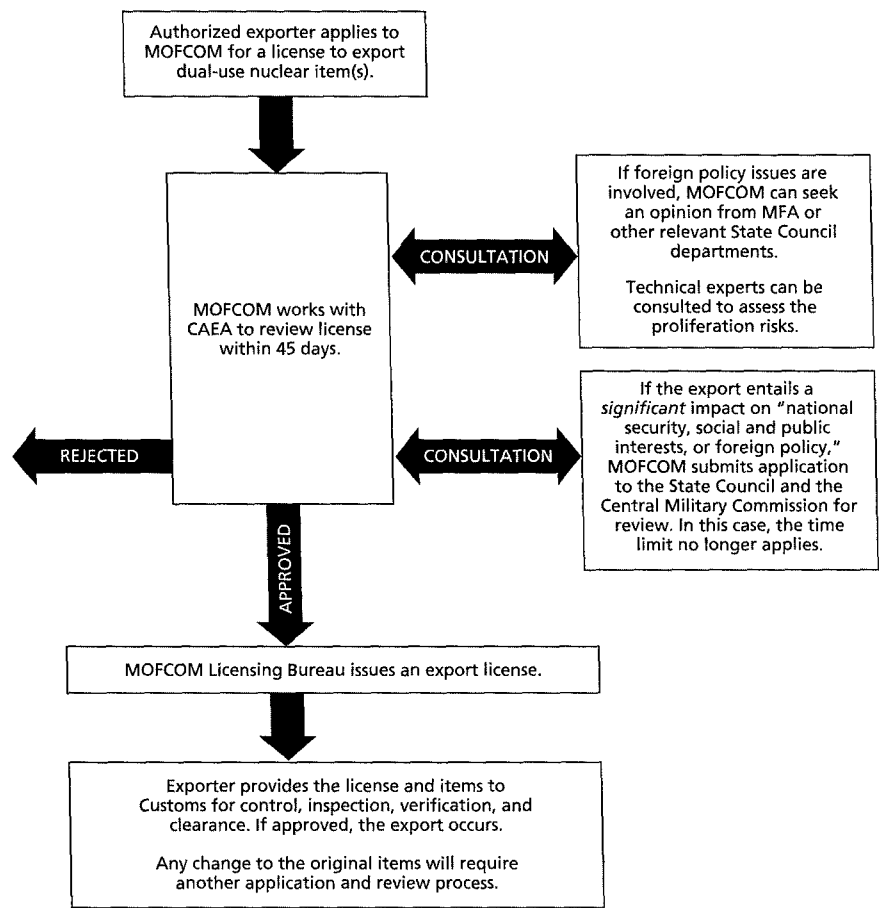 Authorized exporter applies to
MOFCOM for a license to export
dual-use nuclear item(s).
MOFCOM works with
CAEA to review license
within 45 days.
CONSULTATION
If foreign policy issues are
involved, MOFCOM can seek
an opinion from MFA or
other relevant State Council
departments.
Technical experts can be
consulted to assess the
proliferation risks.
REJECTED
CONSULTATION
If the export entails a
significant impact on "national
security, social and public
interests, or foreign policy,"
MOFCOM submits application
to the State Council and the
Central Military Commission for
review. In this case, the time
limit no longer applies.
APPROVED
MOFCOM Licensing Bureau issues an export license.
Exporter provides the license and items to
Customs for control, inspection, verification, and
clearance. If approved, the export occurs.
Any change to the original items will require
another application and review process.